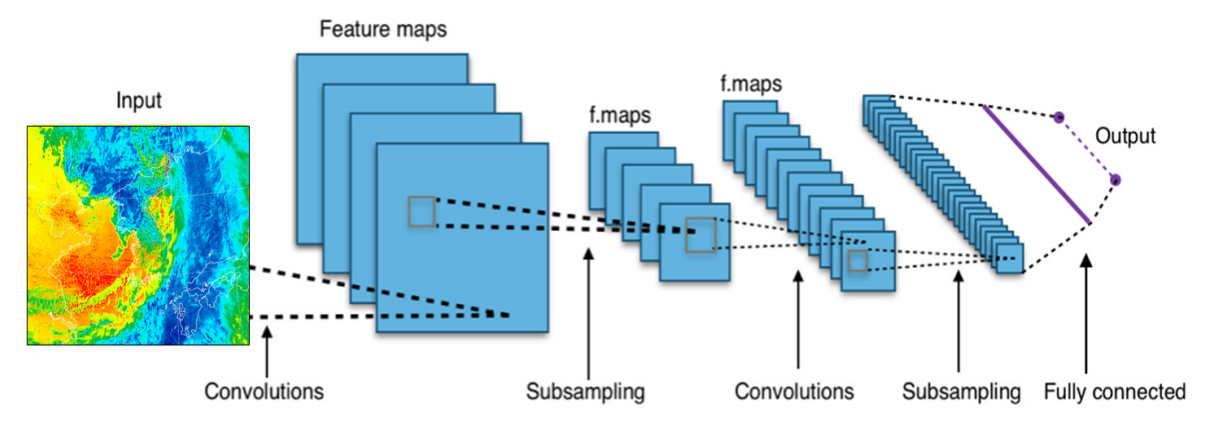 Feature maps
f.maps
Input
f.maps
Output
Convolutions
Subsampling
Convolutions
Subsampling
Fully connected